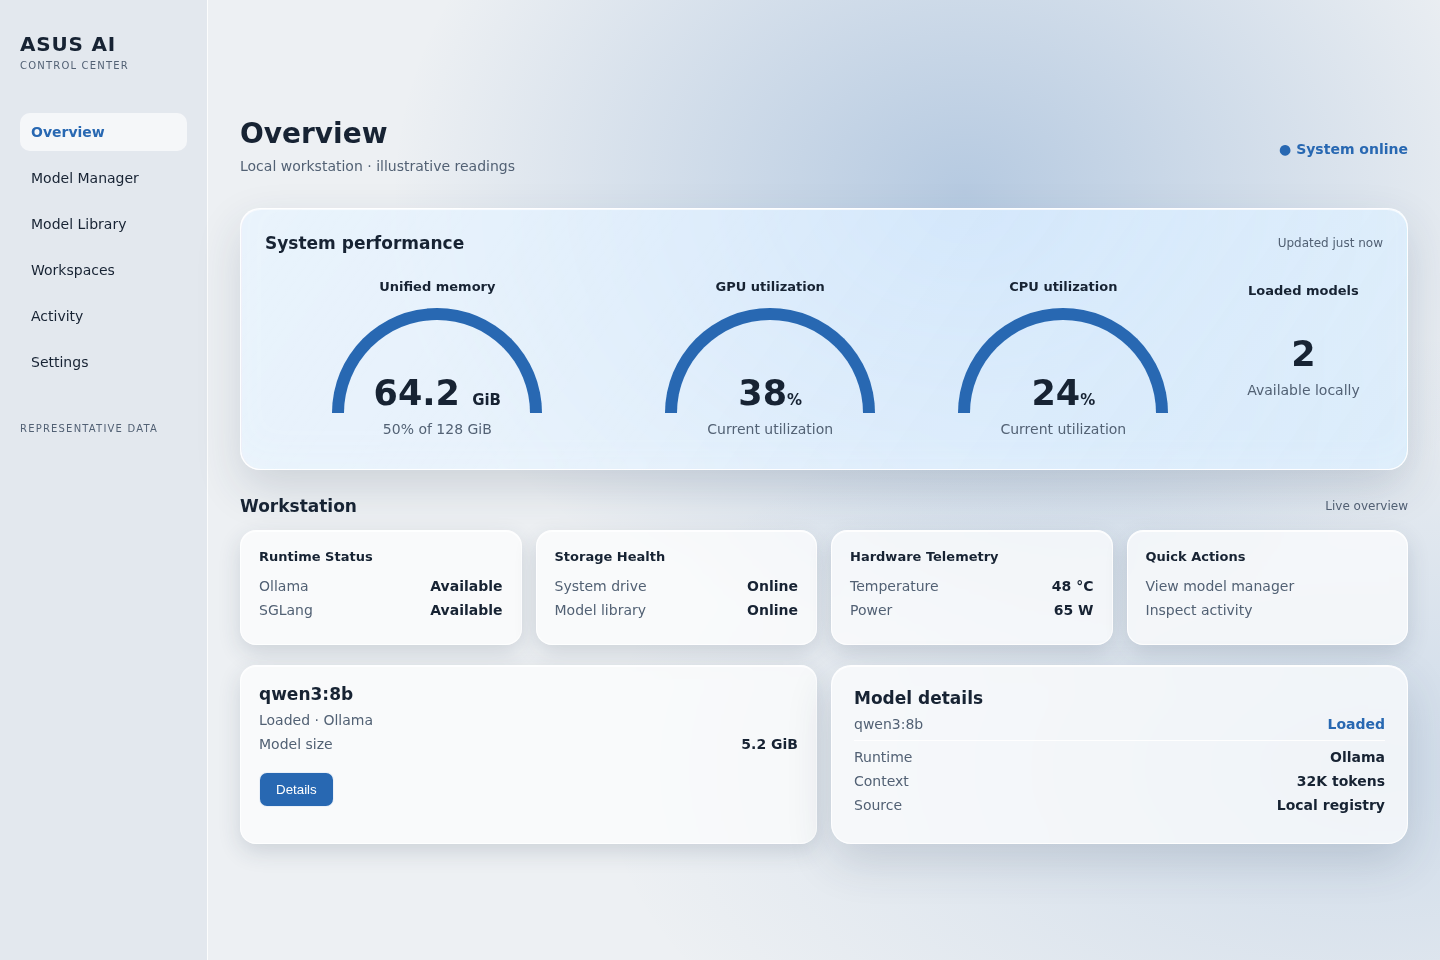 ASUS AI
CONTROL CENTER
Overview
Model Manager
Model Library
Workspaces
Activity
Settings
REPRESENTATIVE DATA
Overview
Local workstation · illustrative readings
● System online
System performance
Updated just now
Unified memory
64.2 GiB
50% of 128 GiB
GPU utilization
38%
Current utilization
CPU utilization
24%
Current utilization
Loaded models
2
Available locally
Workstation
Live overview
Runtime Status
Ollama Available
SGLang Available
Storage Health
System drive Online
Model library Online
Hardware Telemetry
Temperature 48 °C
Power 65 W
Quick Actions
View model manager
Inspect activity
qwen3:8b
Loaded · Ollama
Model size 5.2 GiB
Details
Model details
qwen3:8b Loaded
Runtime Ollama
Context 32K tokens
Source Local registry